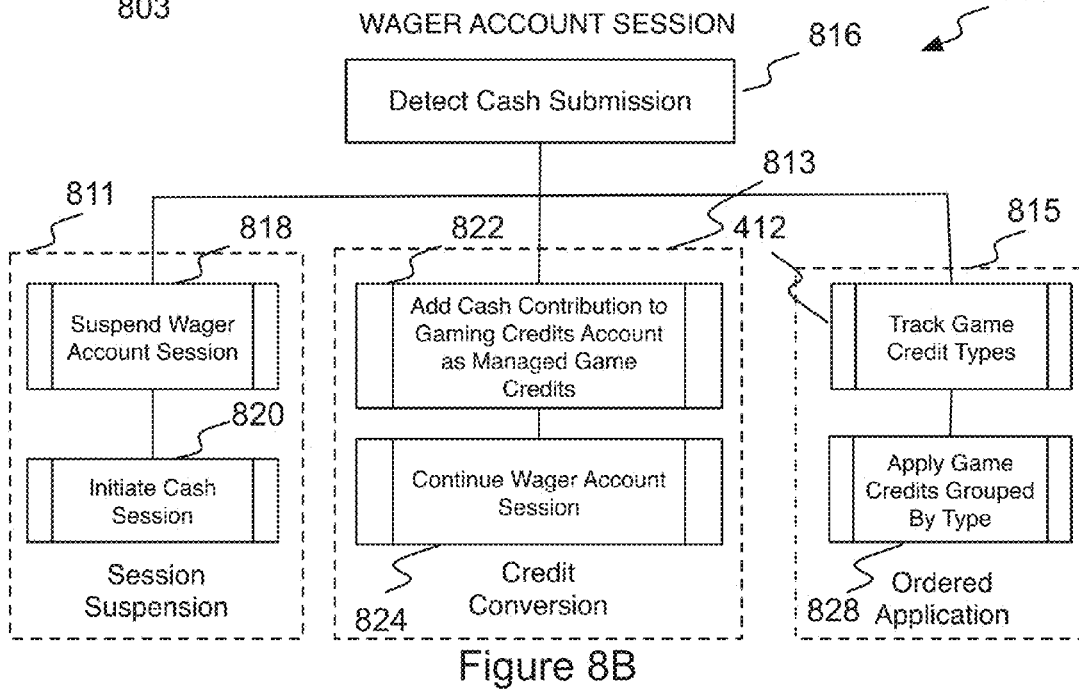 803
WAGER ACCOUNT SESSION
816
Detect Cash Submission
813
811
818
822
412
815
Suspend Wager
Account Session
Add Cash Contribution to
Gaming Credits Account
as Managed Game
Credits
Track Game
Credit Types
820
Initiate Cash
Session
Continue Wager Account
Session
Apply Game
Credits Grouped
By Type
Session
Suspension
824
Credit
Conversion
828
Ordered
Application
Figure 8B